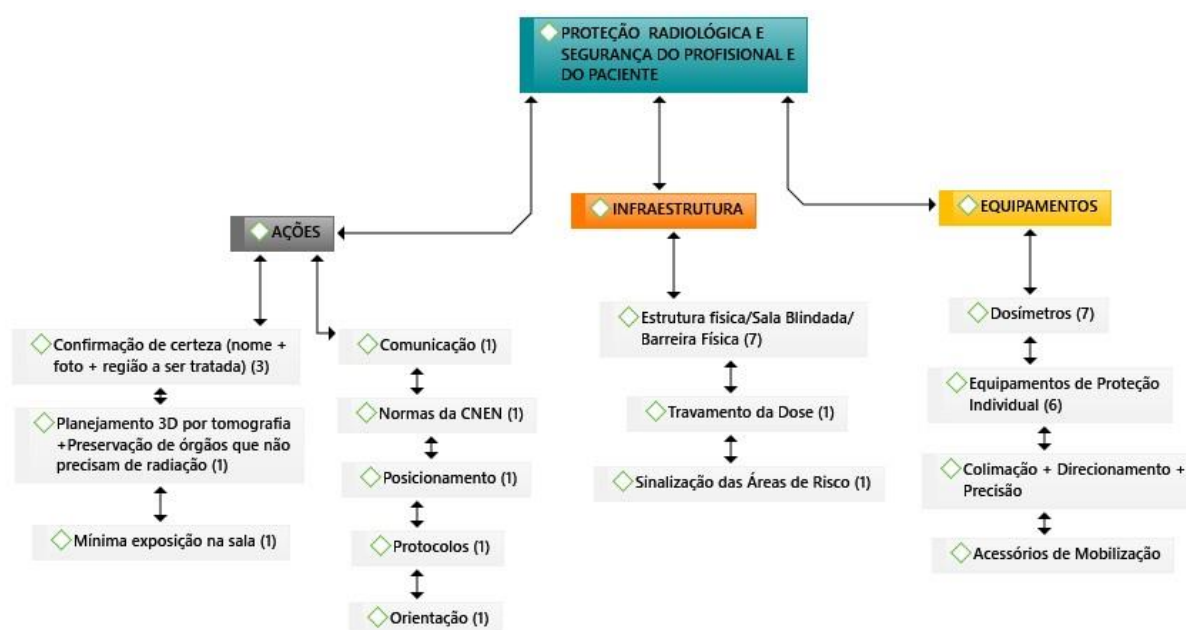 PROTEÇÃO RADIOLÓGICA E
SEGURANÇA DO PROFISIONAL E
DO PACIENTE
AÇÕES
INFRAESTRUTURA
EQUIPAMENTOS
Confirmação de certeza (nome +
foto + região a ser tratada) (3)
Planejamento 3D por tomografia
+Preservação de órgãos que não
precisam de radiação (1)
Mínima exposição na sala (1)
Comunicação (1)
Normas da CNEN (1)
Posicionamento (1)
Protocolos (1)
Orientação (1)
Estrutura física/Sala Blindada/
Barreira Física (7)
Travamento da Dose (1)
Sinalização das Áreas de Risco (1)
Dosímetros (7)
Equipamentos de Proteção
Individual (6)
Colimação + Direcionamento +
Precisão
Acessórios de Mobilização